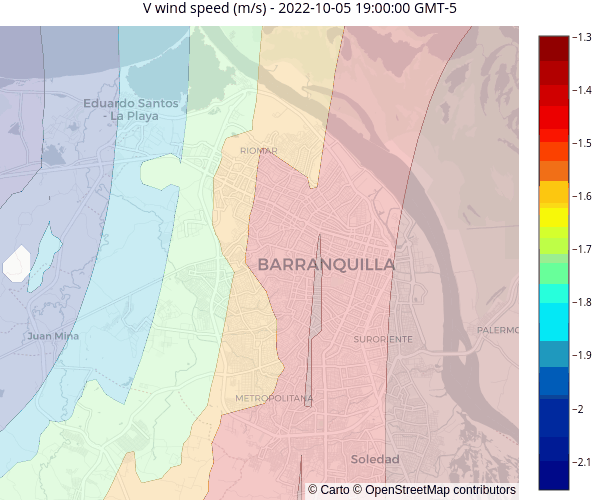 V wind speed (m/s) - 2022-10-05 19:00:00 GMT-5
−1.3
−1.4
Eduardo Santos
- La Playa
−1.5
RIOMAR
−1.6
−1.7
BARRANQUILLA
−1.8
Juan Mina
SURORIENTE
PALERMO
−1.9
METROPOLITANA
−2
Soledad
−2.1
© Carto © OpenStreetMap contributors